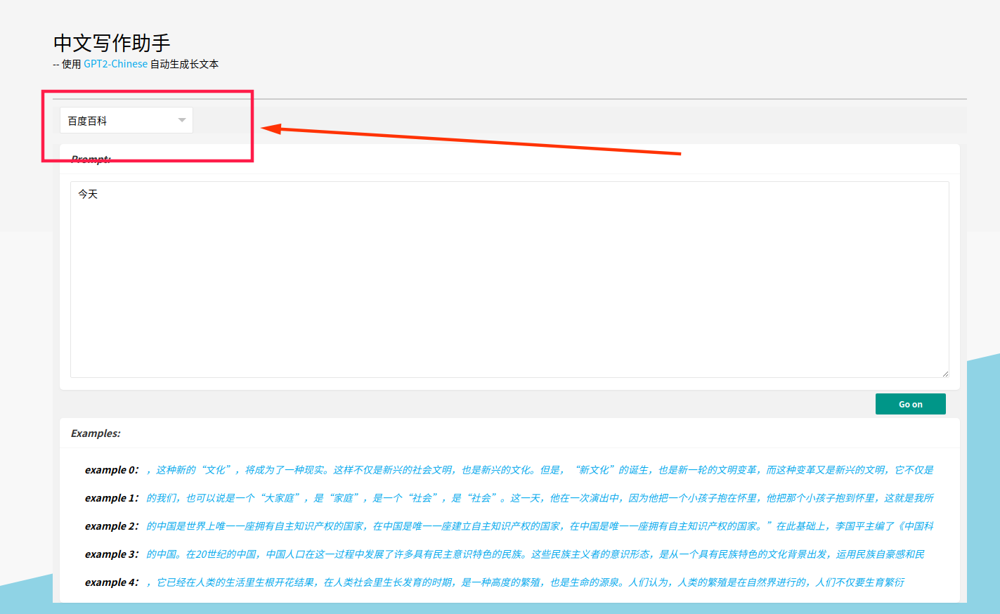 中文写作助手
-- 使用 GPT2-Chinese 自动生成长文本
百度百科
Prompt:
今天
Go on
Examples:
example 0： ，这种新的“文化”，将成为了一种现实。这样不仅是新兴的社会文明，也是新兴的文化。但是，“新文化”的诞生，也是新一轮的文明变革，而这种变革又是新兴的文明，它不仅是
example 1： 的我们，也可以说是一个“大家庭”，是“家庭”，是一个“社会”，是“社会”。这一天，他在一次演出中，因为他把一个小孩子抱在怀里，他把那个小孩子抱到怀里，这就是我所
example 2： 的中国是世界上唯一一座拥有自主知识产权的国家，在中国是唯一一座建立自主知识产权的国家，在中国是唯一一座拥有自主知识产权的国家。”在此基础上，李国平主编了《中国科
example 3： 的中国。在20世纪的中国，中国人口在这一过程中发展了许多具有民主意识特色的民族。这些民族主义者的意识形态，是从一个具有民族特色的文化背景出发，运用民族自豪感和民
example 4： ，它已经在人类的生活里生根开花结果，在人类社会里生长发育的时期，是一种高度的繁殖，也是生命的源泉。人们认为，人类的繁殖是在自然界进行的，人们不仅要生育繁衍